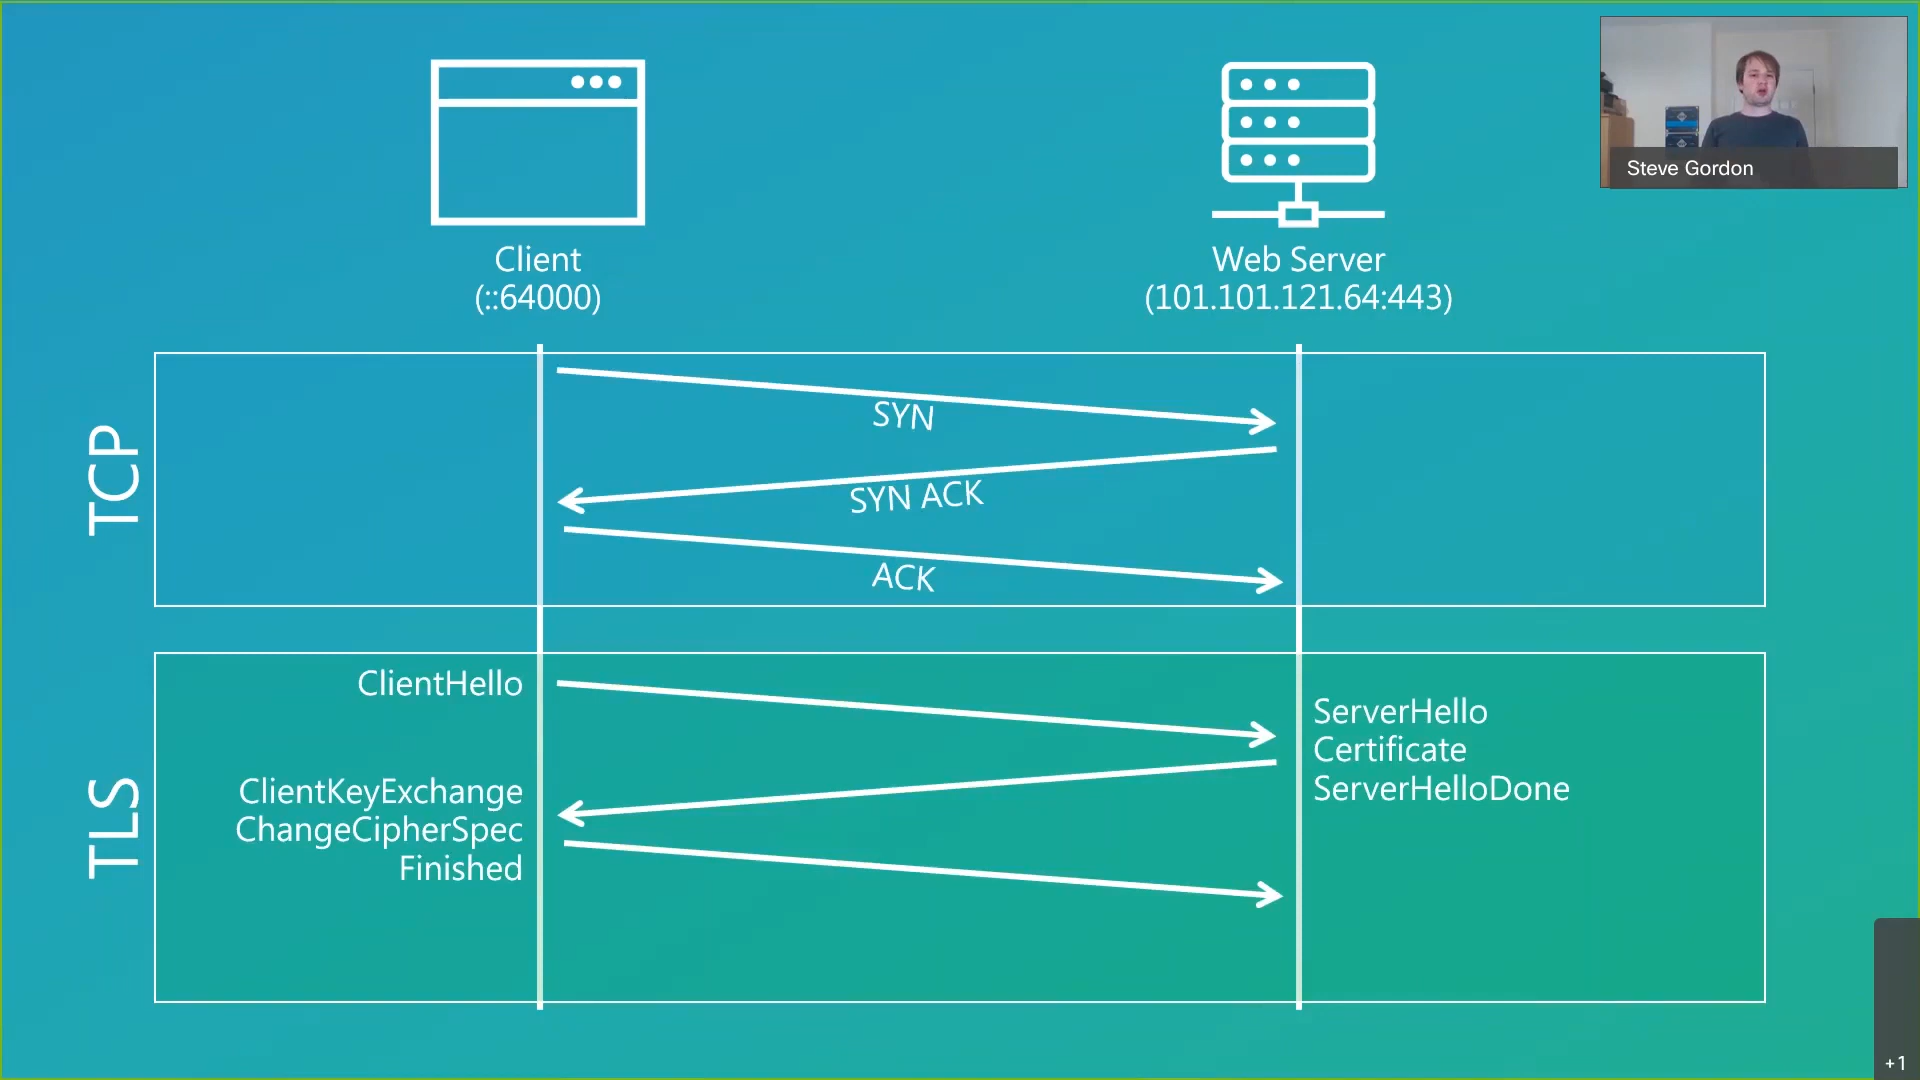 Steve Gordon
Client
(::64000)
Web Server
(101.101.121.64:443)
TCP
SYN
SYN ACK
ACK
TLS
ClientHello
ServerHello
Certificate
ServerHelloDone
ClientKeyExchange
ChangeCipherSpec
Finished
+1